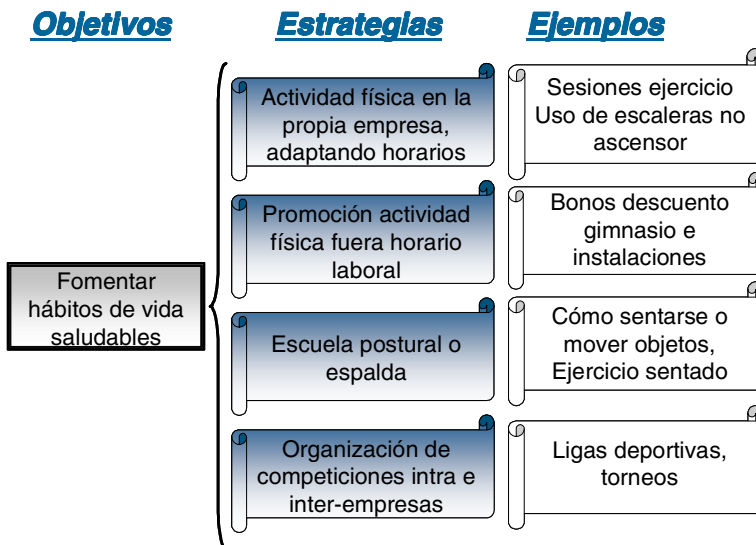 Objetivos
Estrategias
Ejemplos
Fomentar
hábitos de vida
saludables
Actividad física en la
propia empresa,
adaptando horarios
Sesiones ejercicio
Uso de escaleras no
ascensor
Promoción actividad
física fuera horario
laboral
Bonos descuento
gimnasio e
instalaciones
Escuela postural o
espalda
Cómo sentarse o
mover objetos,
Ejercicio sentado
Organización de
competiciones intra e
inter-empresas
Ligas deportivas,
torneos